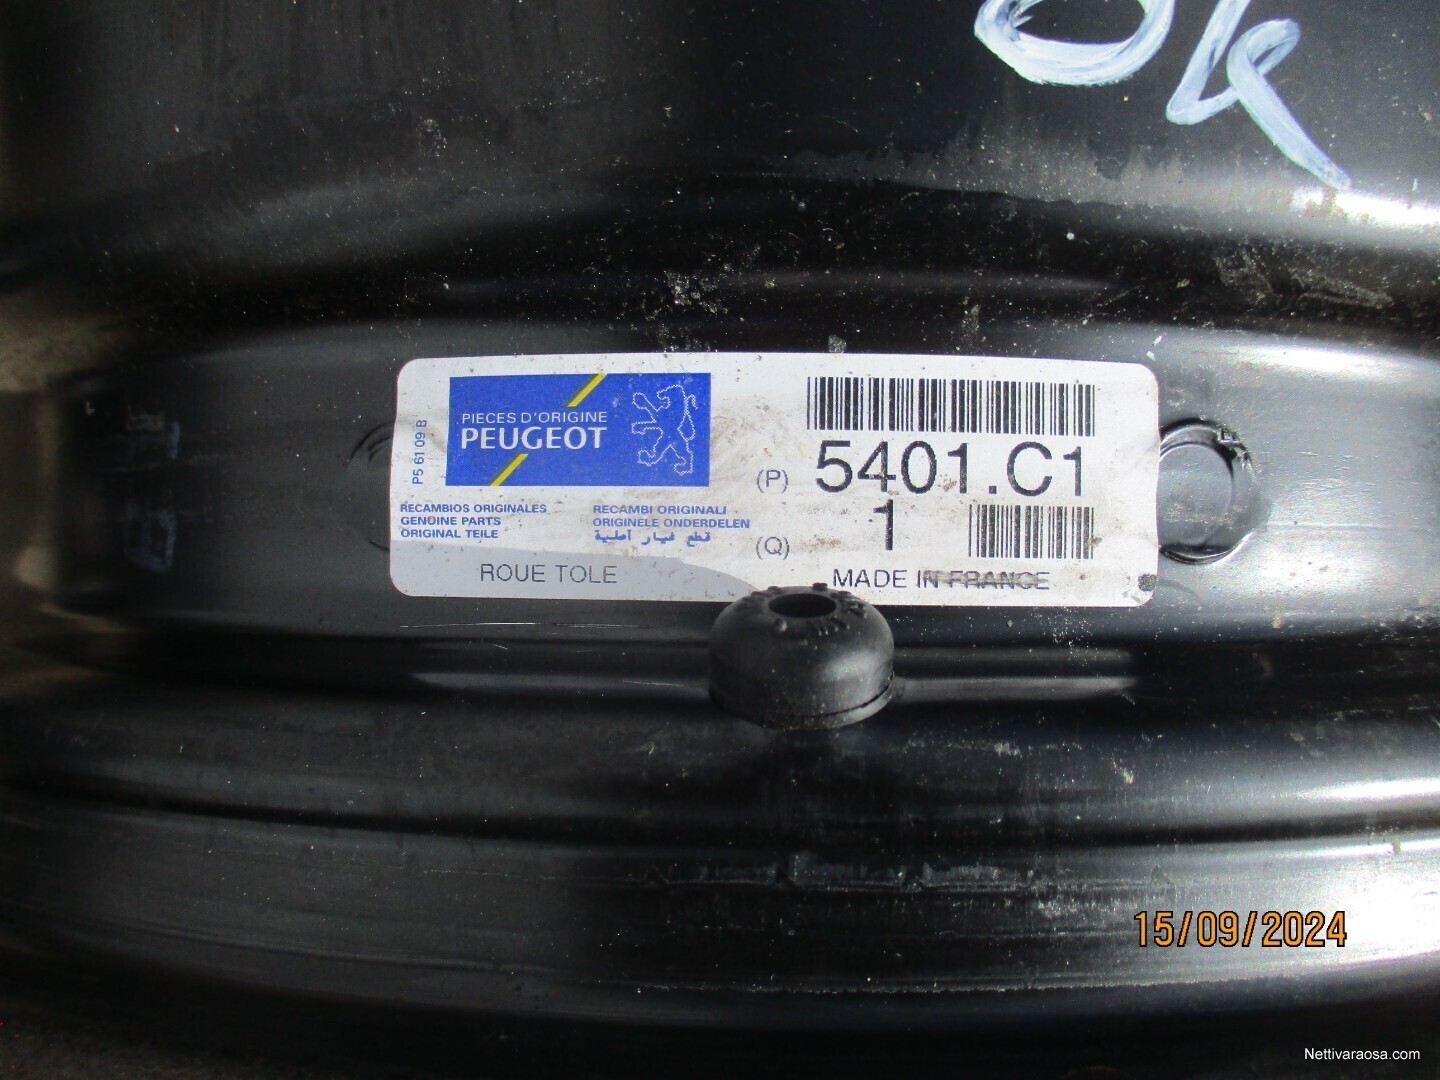 OK
P5 61 09 B
PIECES D'ORIGINE
PEUGEOT
RECAMBIOS ORIGINALES
GENUINE PARTS
ORIGINAL TEILE
RECAMBI ORIGINALI
ORIGINELE ONDERDELEN
قطع غيار أصلية
ROUE TOLE
(P) 5401.C1
(Q) 1
MADE IN FRANCE
15/09/2024
Nettivaraosa.com